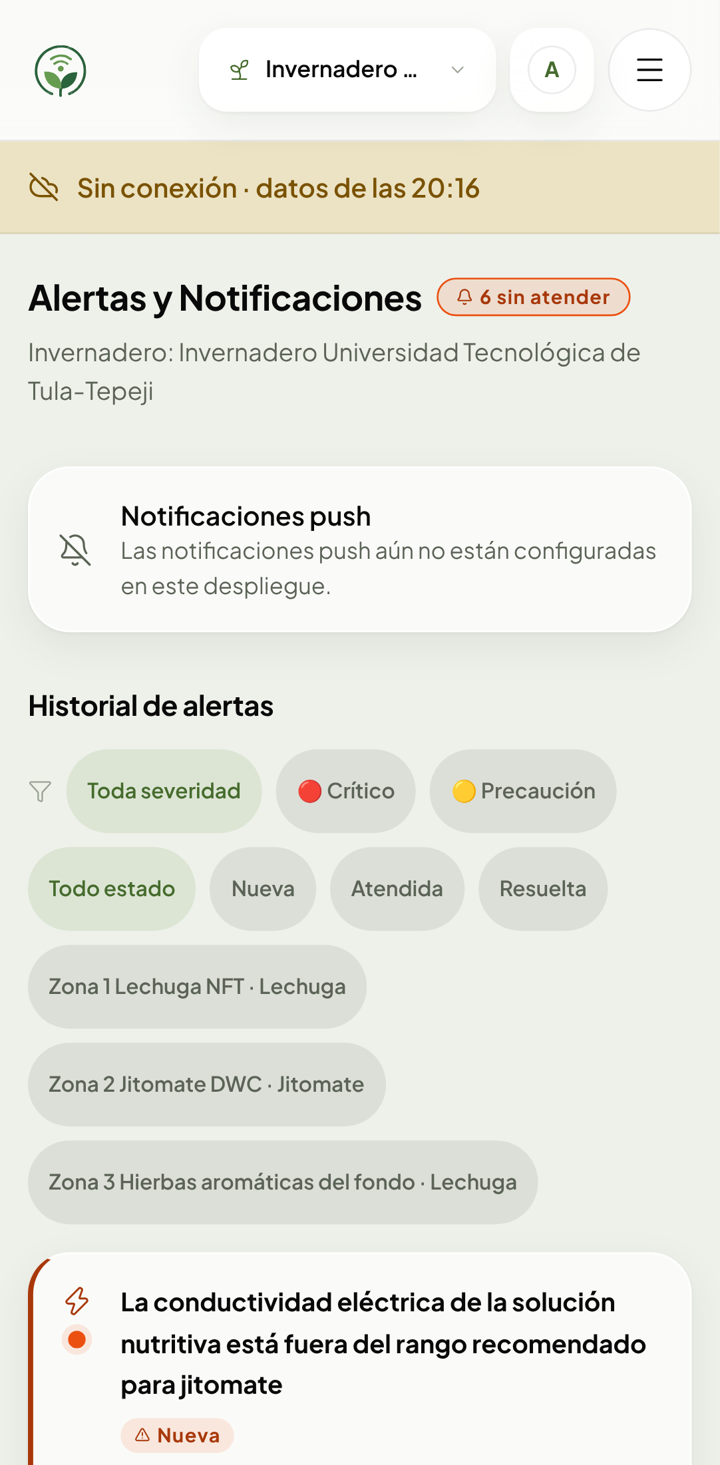 Invernadero ...
A
Sin conexión · datos de las 20:16
Alertas y Notificaciones
6 sin atender
Invernadero: Invernadero Universidad Tecnológica de
Tula-Tepeji
Notificaciones push
Las notificaciones push aún no están configuradas
en este despliegue.
Historial de alertas
Toda severidad
Crítico
Precaución
Todo estado
Nueva
Atendida
Resuelta
Zona 1 Lechuga NFT · Lechuga
Zona 2 Jitomate DWC · Jitomate
Zona 3 Hierbas aromáticas del fondo · Lechuga
La conductividad eléctrica de la solución
nutritiva está fuera del rango recomendado
para jitomate
Nueva